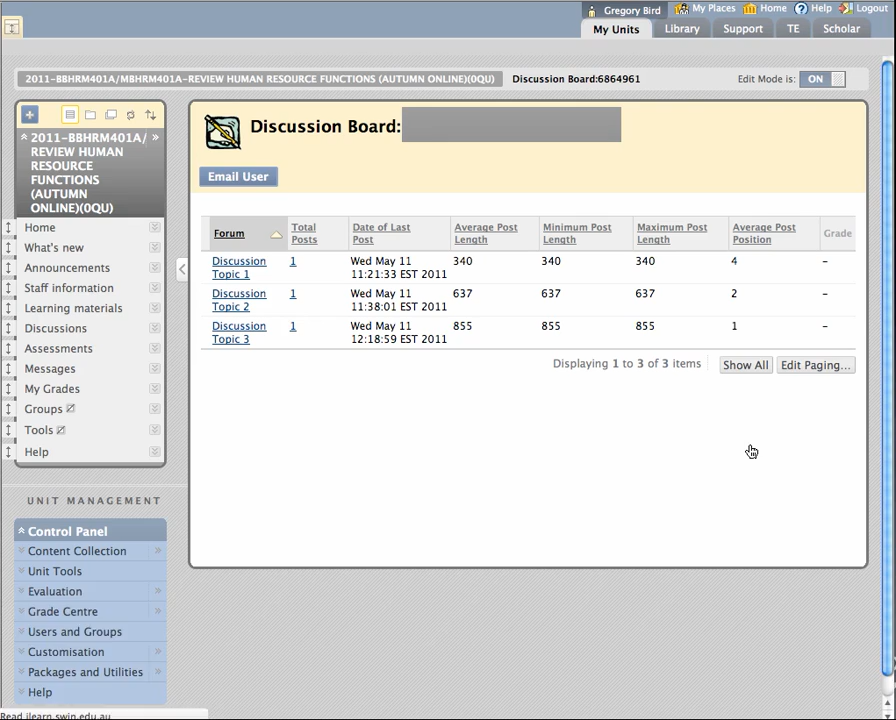 Gregory Bird My Places Home Help Logout
My Units Library Support TE Scholar
2011-BBHRM401A/MBHRM401A-REVIEW HUMAN RESOURCE FUNCTIONS (AUTUMN ONLINE)(0QU) Discussion Board:6864961 Edit Mode is: ON
2011-BBHRM401A/
REVIEW HUMAN
RESOURCE
FUNCTIONS
(AUTUMN
ONLINE)(0QU)
Home
What's new
Announcements
Staff information
Learning materials
Discussions
Assessments
Messages
My Grades
Groups
Tools
Help
UNIT MANAGEMENT
Control Panel
Content Collection
Unit Tools
Evaluation
Grade Centre
Users and Groups
Customisation
Packages and Utilities
Help
Discussion Board:
Email User
Forum Total Posts Date of Last Post Average Post Length Minimum Post Length Maximum Post Length Average Post Position Grade
Discussion Topic 1 1 Wed May 11 11:21:33 EST 2011 340 340 340 4 –
Discussion Topic 2 1 Wed May 11 11:38:01 EST 2011 637 637 637 2 –
Discussion Topic 3 1 Wed May 11 12:18:59 EST 2011 855 855 855 1 –
Displaying 1 to 3 of 3 items Show All Edit Paging...
Read ilearn.swin.edu.au